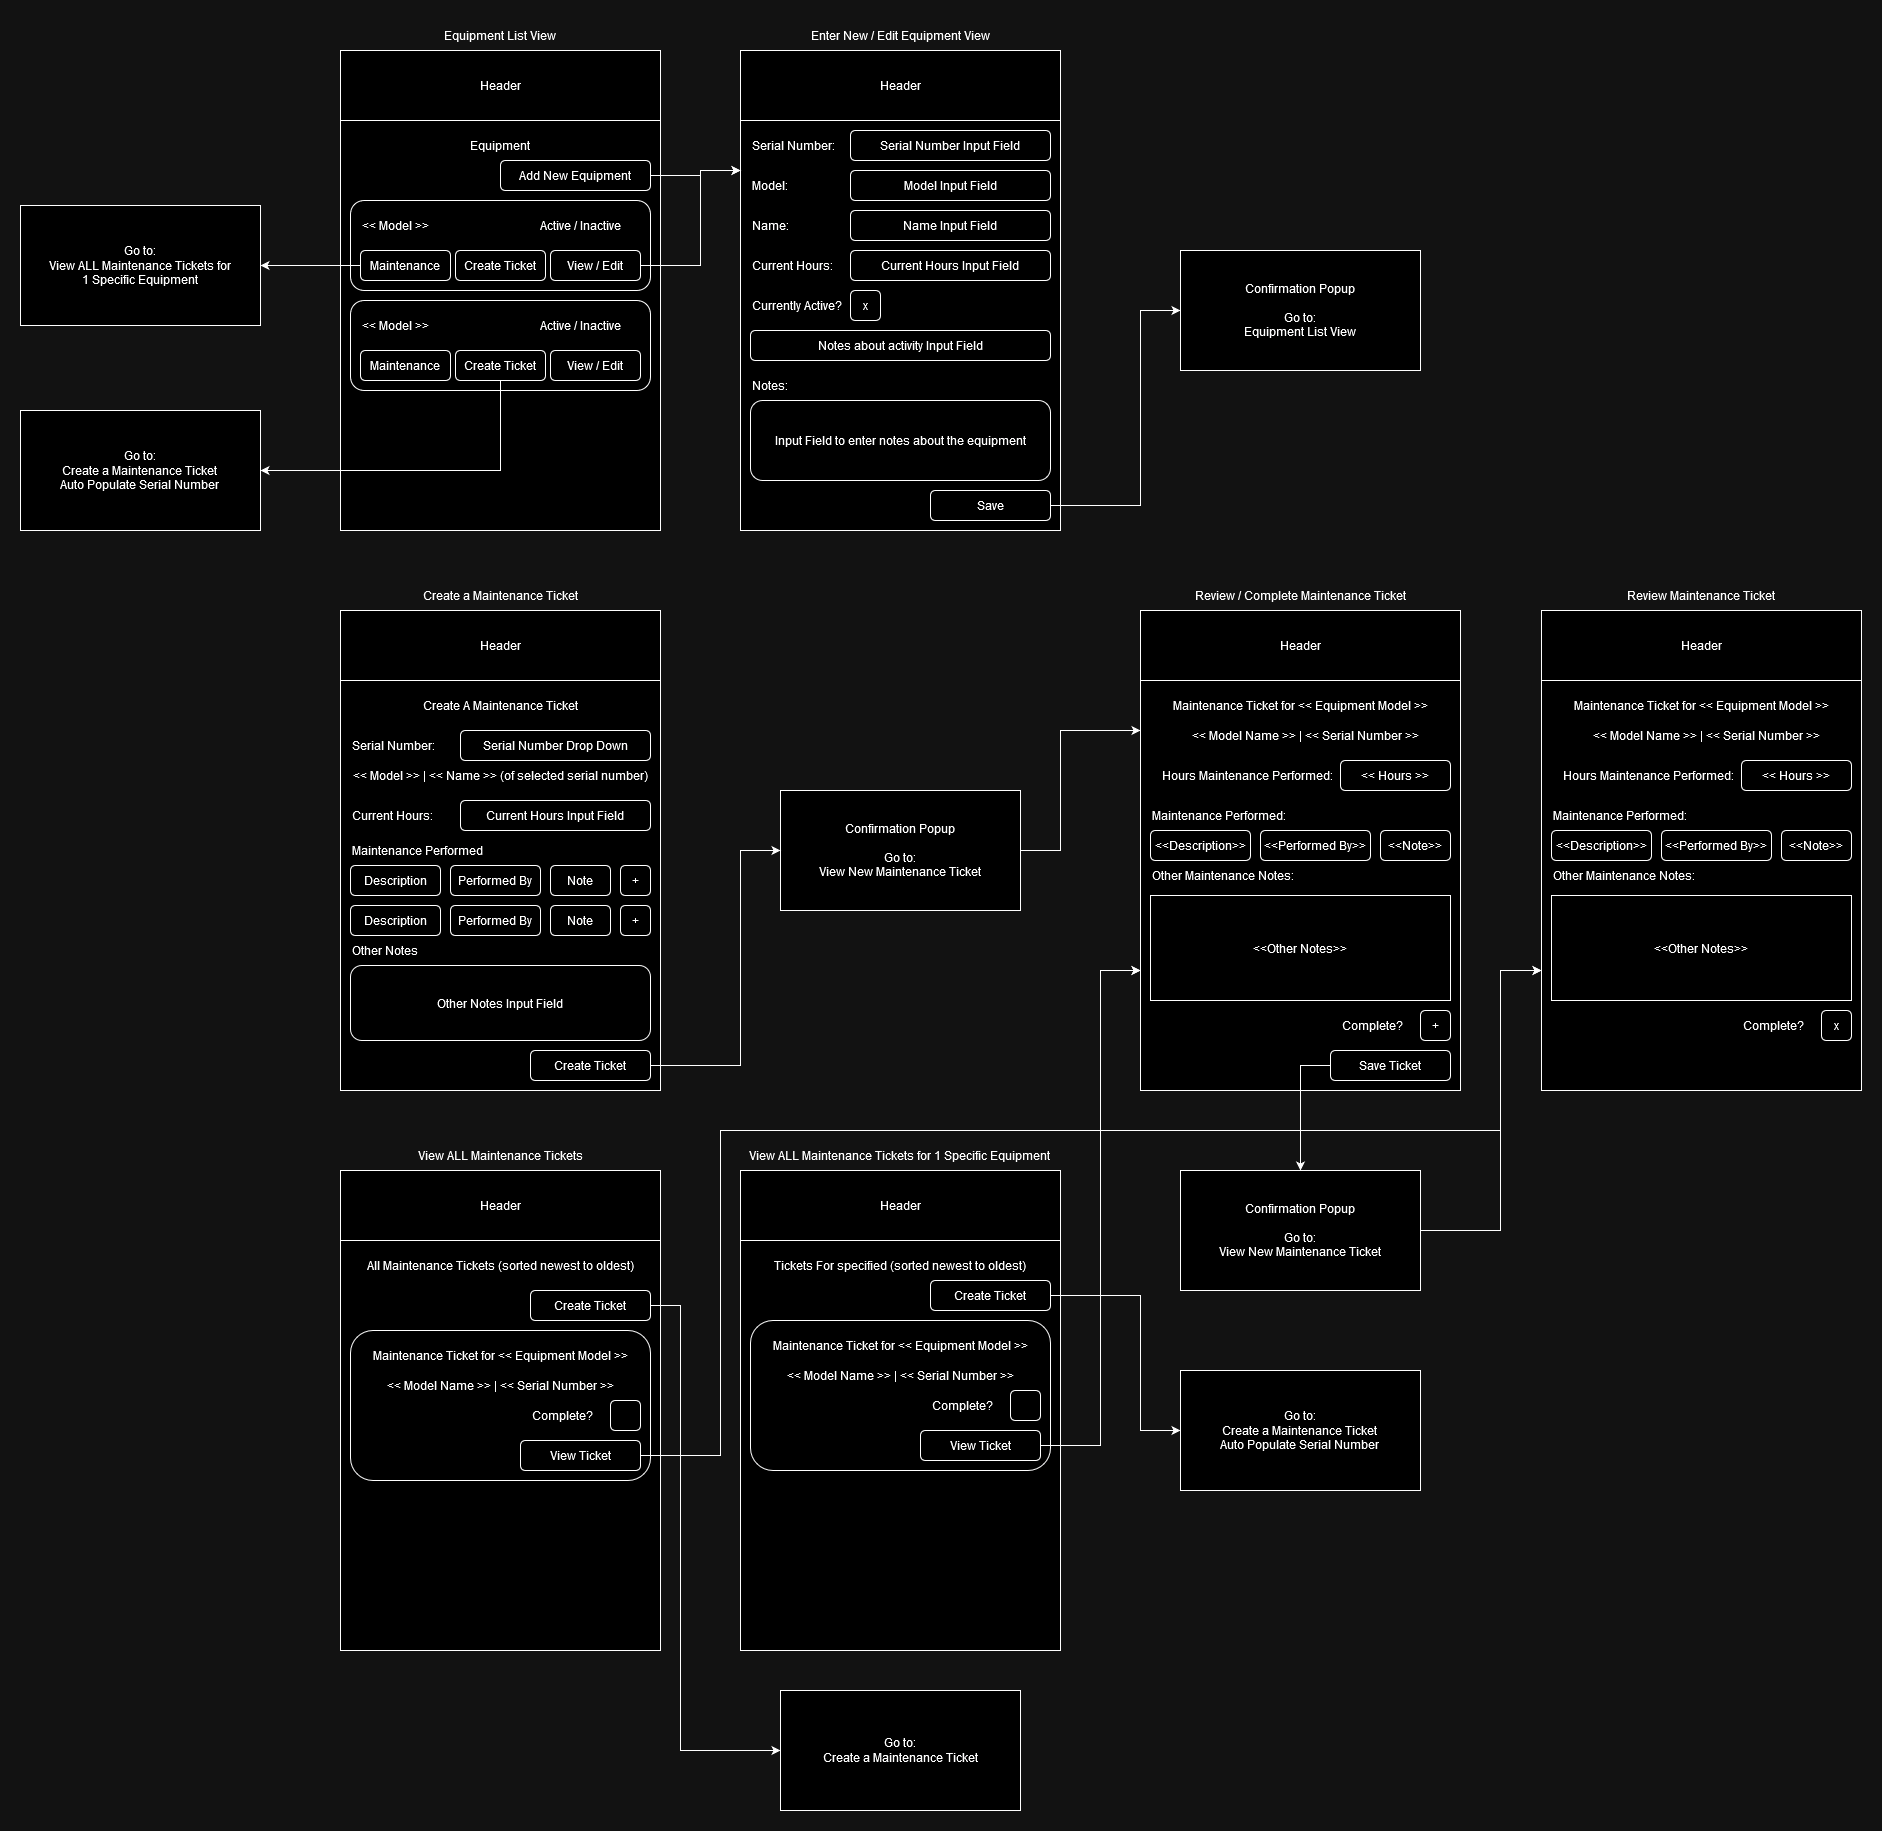 Equipment List View
Header
Equipment
Add New Equipment
<< Model >>
Active / Inactive
Maintenance
Create Ticket
View / Edit
<< Model >>
Active / Inactive
Maintenance
Create Ticket
View / Edit
Go to:
View ALL Maintenance Tickets for
1 Specific Equipment
Go to:
Create a Maintenance Ticket
Auto Populate Serial Number
Enter New / Edit Equipment View
Header
Serial Number:
Serial Number Input Field
Model:
Model Input Field
Name:
Name Input Field
Current Hours:
Current Hours Input Field
Currently Active?
x
Notes about activity Input Field
Notes:
Input Field to enter notes about the equipment
Save
Confirmation Popup
Go to:
Equipment List View
Create a Maintenance Ticket
Header
Create A Maintenance Ticket
Serial Number:
Serial Number Drop Down
<< Model >> | << Name >> (of selected serial number)
Current Hours:
Current Hours Input Field
Maintenance Performed
Description
Performed By
Note
+
Description
Performed By
Note
+
Other Notes
Other Notes Input Field
Create Ticket
Confirmation Popup
Go to:
View New Maintenance Ticket
Review / Complete Maintenance Ticket
Header
Maintenance Ticket for << Equipment Model >>
<< Model Name >> | << Serial Number >>
Hours Maintenance Performed:
<< Hours >>
Maintenance Performed:
<<Description>>
<<Performed By>>
<<Note>>
Other Maintenance Notes:
<<Other Notes>>
Complete?
+
Save Ticket
Review Maintenance Ticket
Header
Maintenance Ticket for << Equipment Model >>
<< Model Name >> | << Serial Number >>
Hours Maintenance Performed:
<< Hours >>
Maintenance Performed:
<<Description>>
<<Performed By>>
<<Note>>
Other Maintenance Notes:
<<Other Notes>>
Complete?
x
View ALL Maintenance Tickets
Header
All Maintenance Tickets (sorted newest to oldest)
Create Ticket
Maintenance Ticket for << Equipment Model >>
<< Model Name >> | << Serial Number >>
Complete?
View Ticket
View ALL Maintenance Tickets for 1 Specific Equipment
Header
Tickets For specified (sorted newest to oldest)
Create Ticket
Maintenance Ticket for << Equipment Model >>
<< Model Name >> | << Serial Number >>
Complete?
View Ticket
Confirmation Popup
Go to:
View New Maintenance Ticket
Go to:
Create a Maintenance Ticket
Auto Populate Serial Number
Go to:
Create a Maintenance Ticket